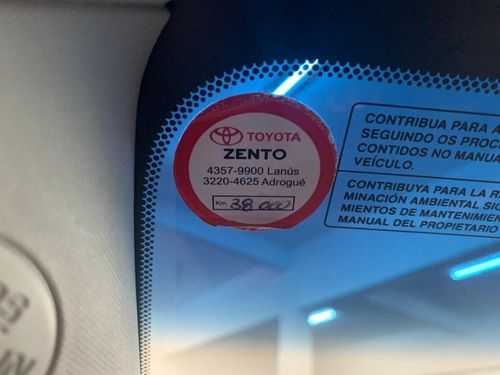 TOYOTA
ZENTO
4357-9900 Lanús
3220-4625 Adrogué
Km. 38.000
CONTRIBUA PARA A
SEGUINDO OS PROC
CONTIDOS NO MANUA
VEÍCULO.
CONTRIBUYA PARA LA R
MINACIÓN AMBIENTAL SIG
MIENTOS DE MANTENIMIE
MANUAL DEL PROPIETARIO